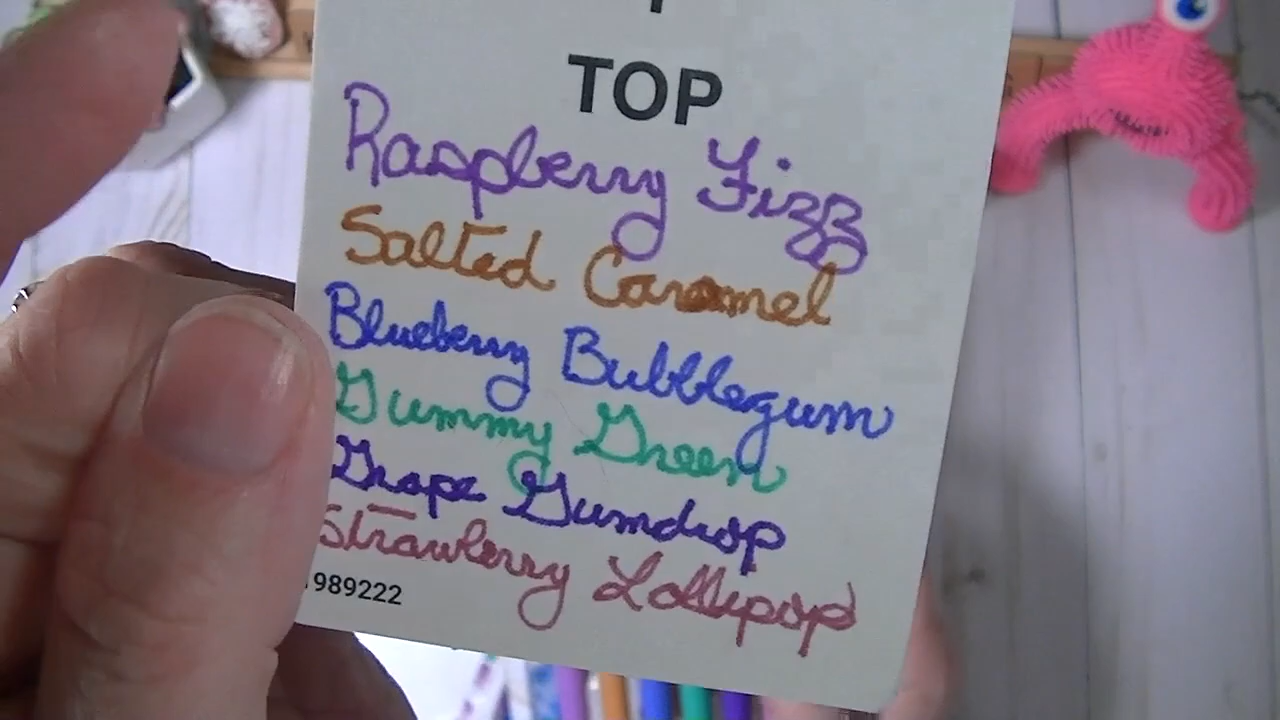 TOP
Raspberry Fizz
Salted Caramel
Blueberry Bubblegum
Gummy Green
Grape Gumdrop
Strawberry Lollipop
989222